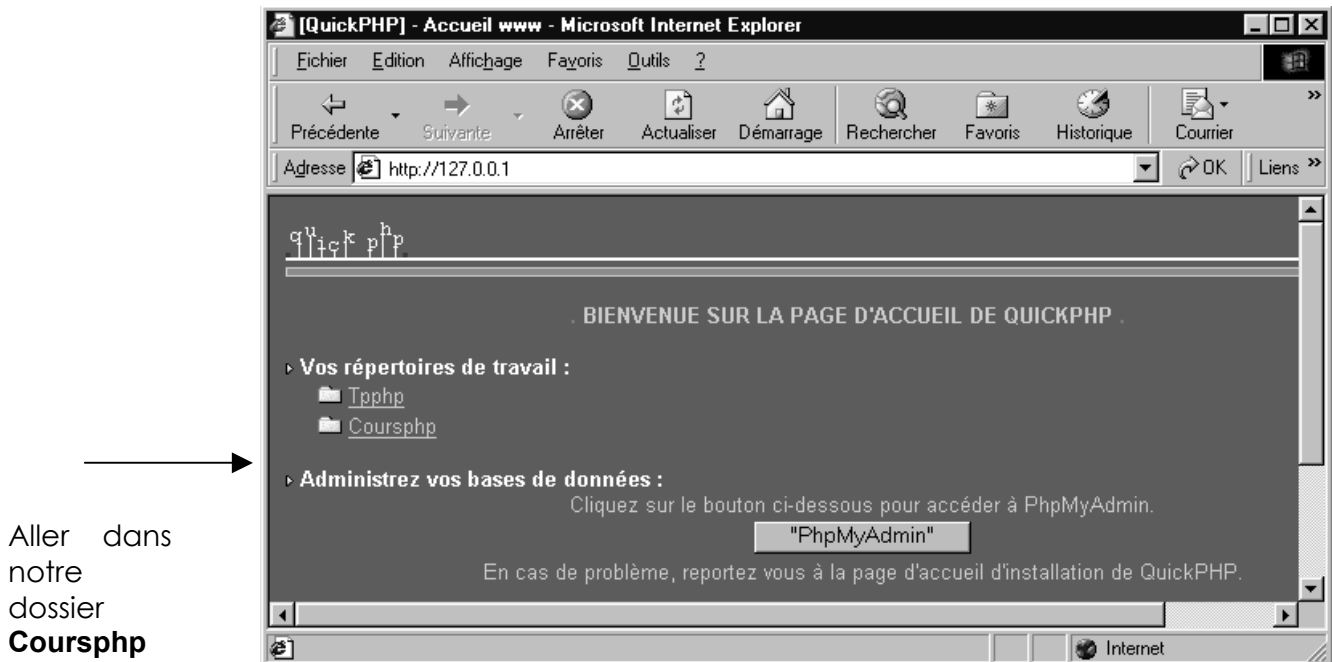 [QuickPHP] - Accueil www - Microsoft Internet Explorer
Fichier Edition Affichage Favoris Outils ?
Précédente Suivante Arrêter Actualiser Démarrage Rechercher Favoris Historique Courrier »
Adresse http://127.0.0.1 OK Liens »
quick php
. BIENVENUE SUR LA PAGE D'ACCUEIL DE QUICKPHP .
Vos répertoires de travail :
Tpphp
Coursphp
Administrez vos bases de données :
Cliquez sur le bouton ci-dessous pour accéder à PhpMyAdmin.
"PhpMyAdmin"
En cas de problème, reportez vous à la page d'accueil d'installation de QuickPHP.
Internet
Aller dans
notre
dossier
Coursphp